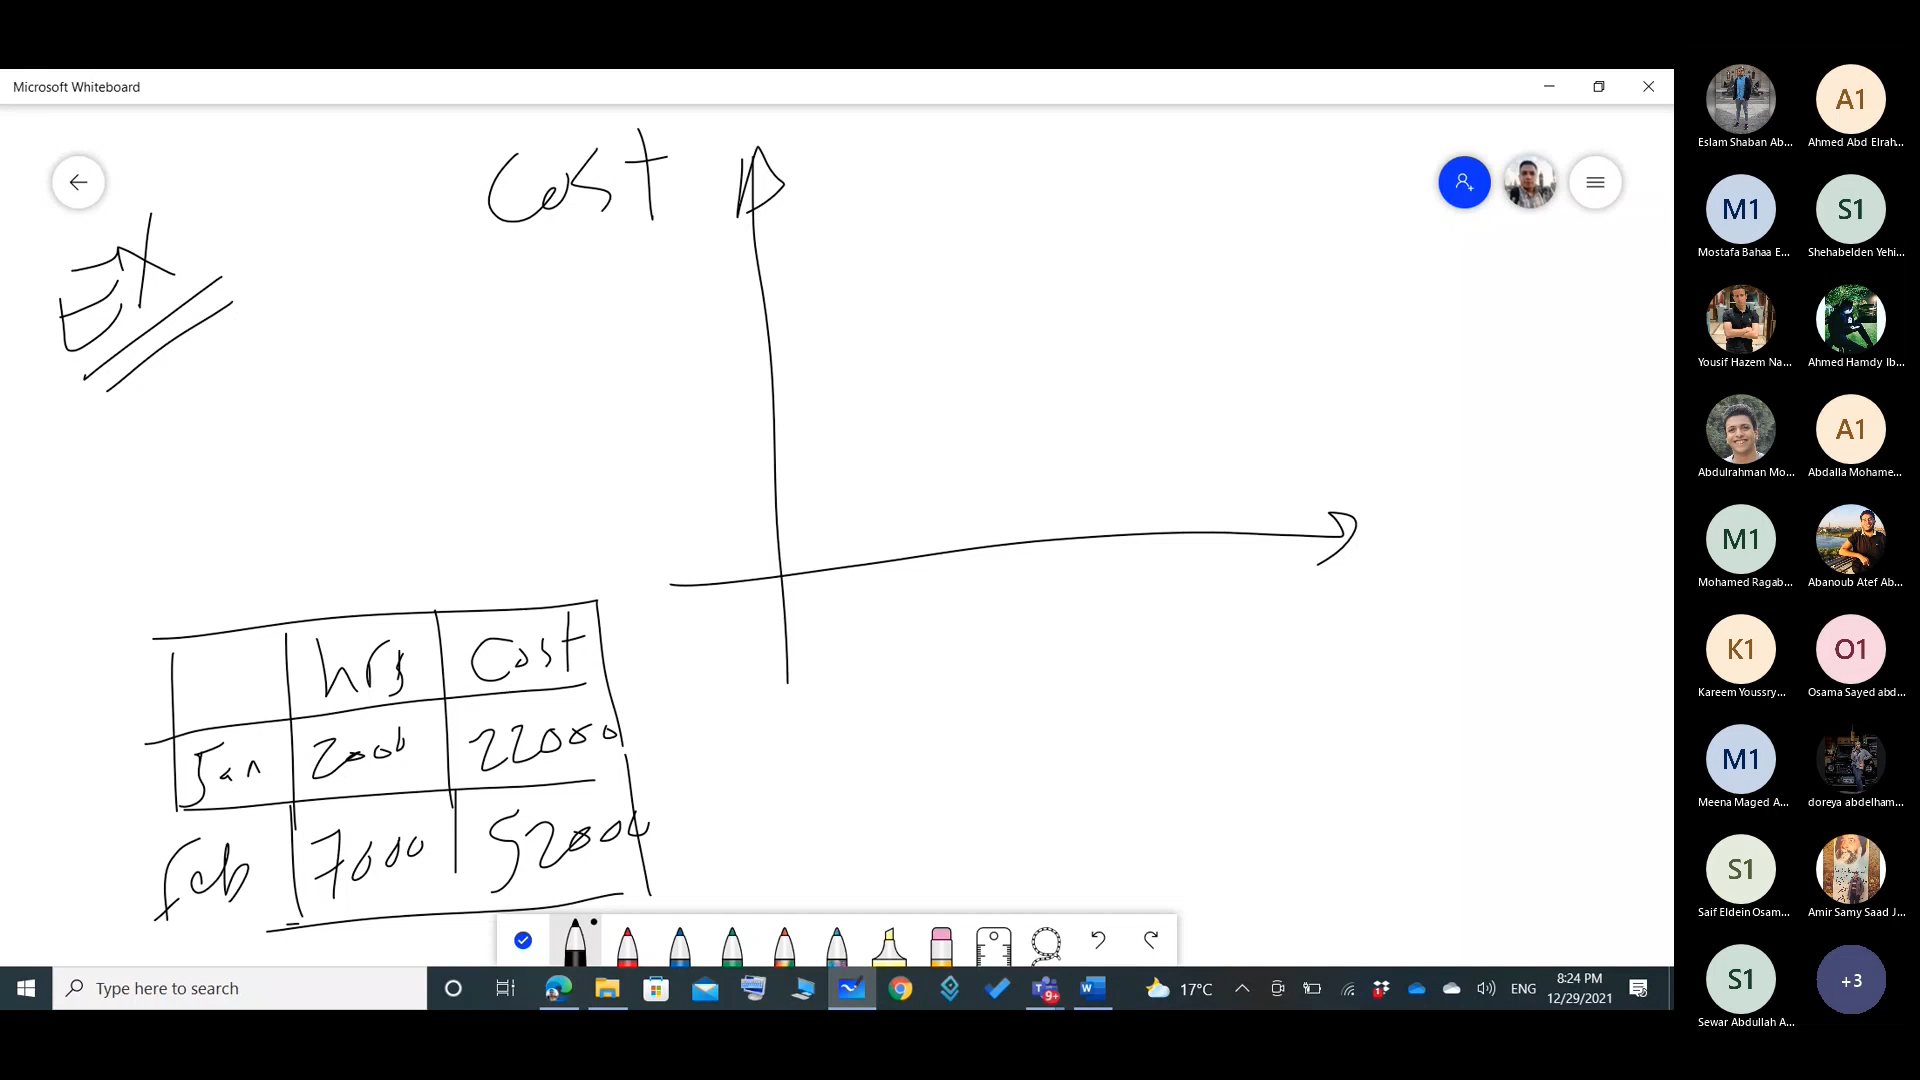 Microsoft Whiteboard
Cost
EX
hrs Cost
Jan 2000 22000
feb 7000 52000
Type here to search
9+
17°C
ENG
8:24 PM
12/29/2021
A1
Eslam Shaban Ab... Ahmed Abd Elrah...
M1 S1
Mostafa Bahaa E... Shehabelden Yehi...
Yousif Hazem Na... Ahmed Hamdy Ib...
A1
Abdulrahman Mo... Abdalla Mohame...
M1
Mohamed Ragab... Abanoub Atef Ab...
K1 O1
Kareem Youssry... Osama Sayed abd...
M1
Meena Maged A... doreya abdelham...
S1
Saif Eldein Osam... Amir Samy Saad J...
S1 +3
Sewar Abdullah A...